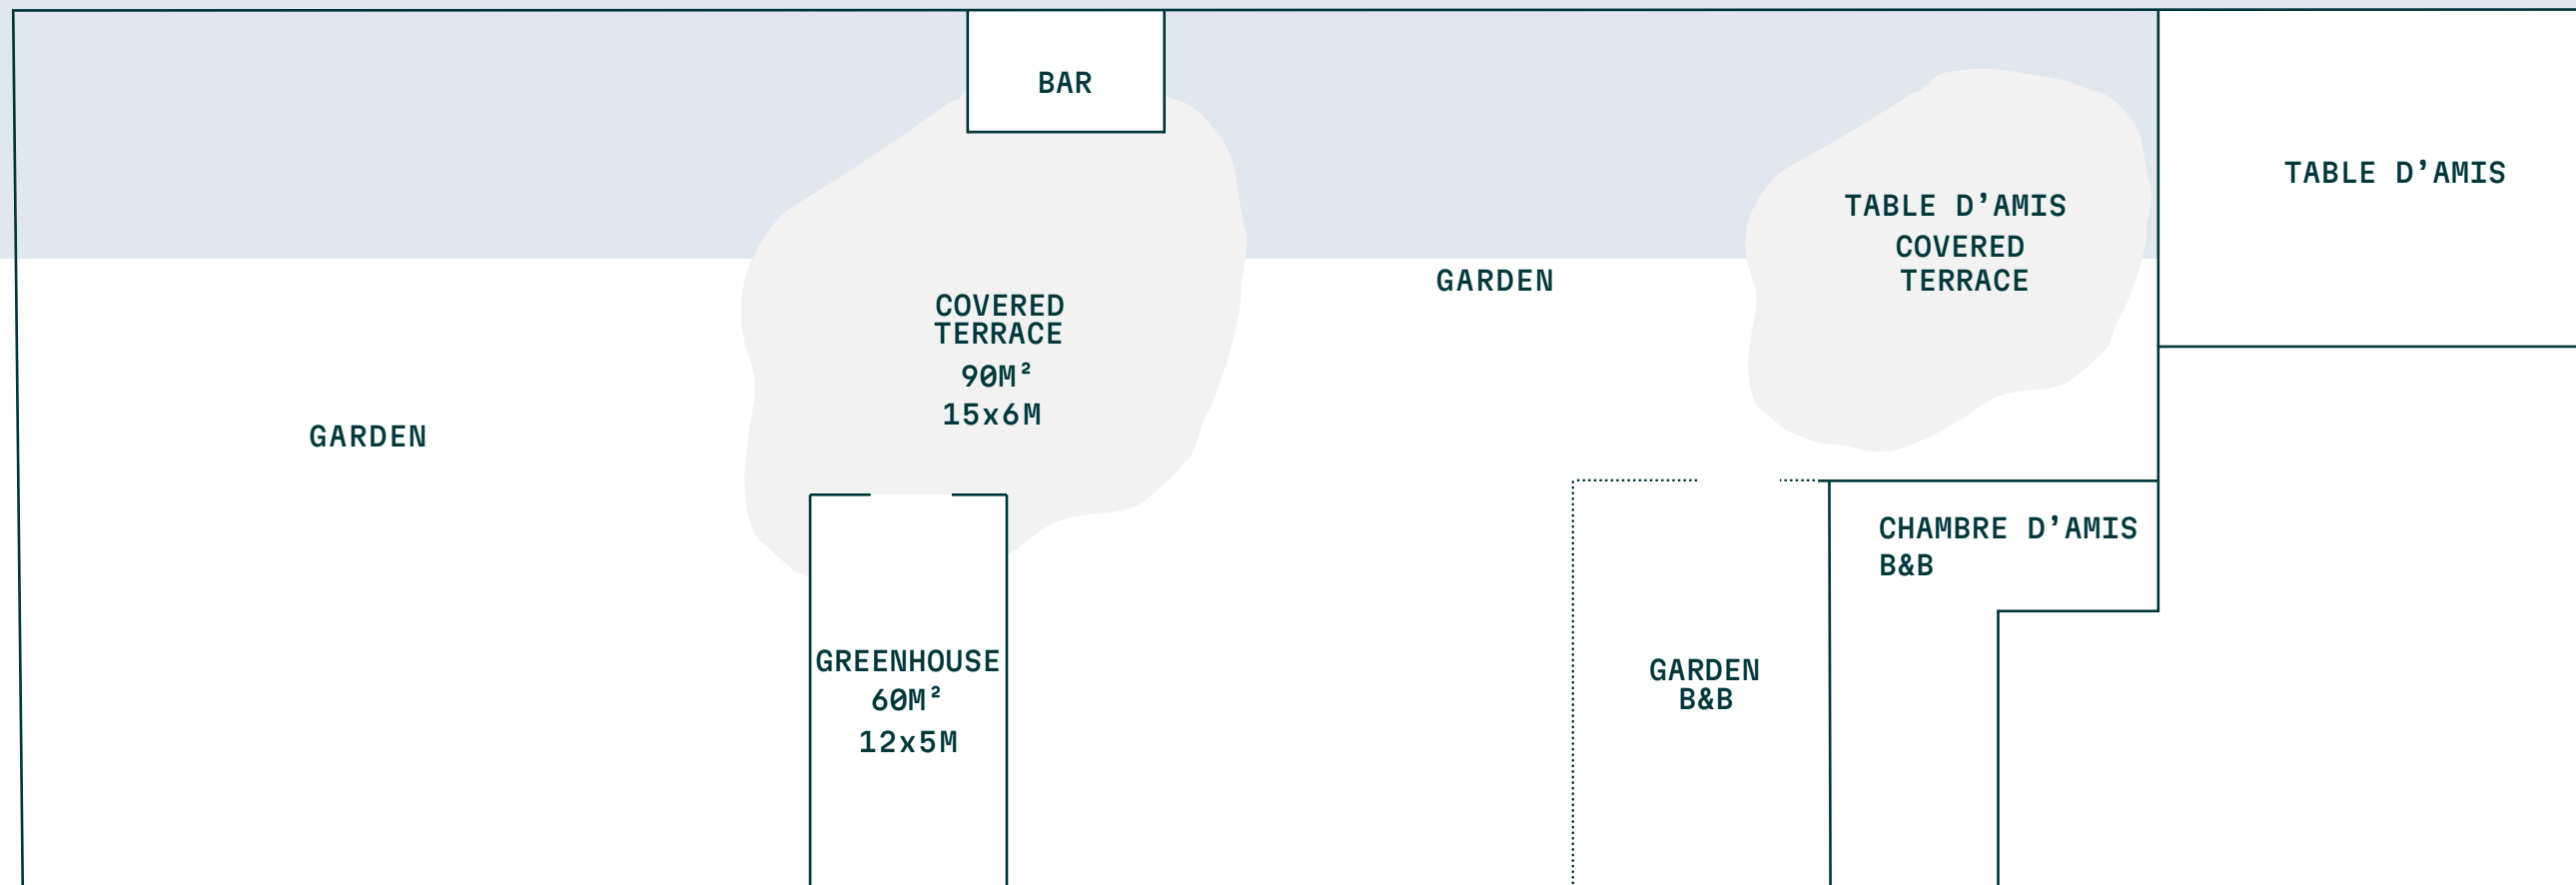 BAR
TABLE D’AMIS
TABLE D’AMIS
COVERED
TERRACE
GARDEN
COVERED
TERRACE
90M²
15x6M
GARDEN
CHAMBRE D’AMIS
B&B
GREENHOUSE
60M²
12x5M
GARDEN
B&B